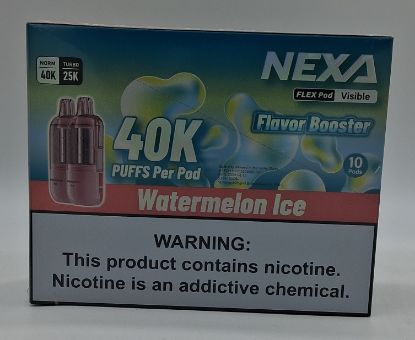 NORM TURBO
40K 25K
NEXA
FLEX Pod Visible
Flavor Booster
40K
PUFFS Per Pod
10
Pods
Watermelon Ice
WARNING:
This product contains nicotine.
Nicotine is an addictive chemical.